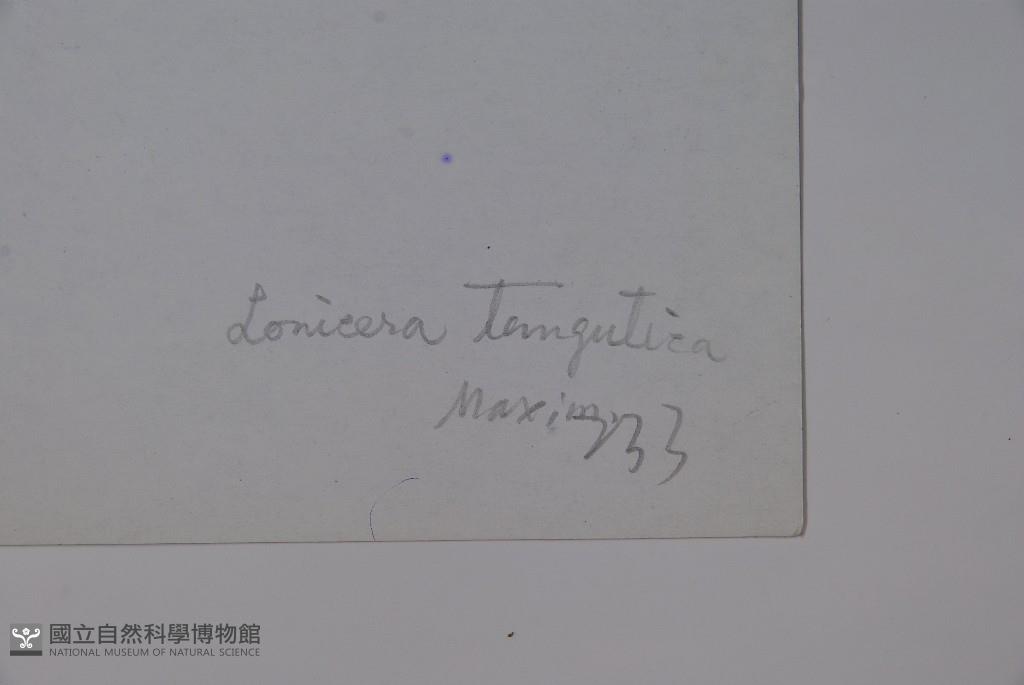 Lonicera tangutica
Maxim. 33
國立自然科學博物館
NATIONAL MUSEUM OF NATURAL SCIENCE